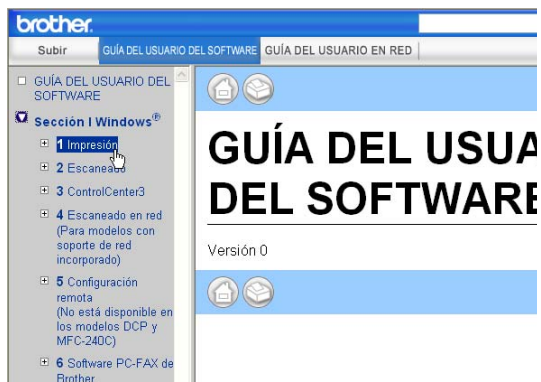 brother.
Subir GUÍA DEL USUARIO DEL SOFTWARE GUÍA DEL USUARIO EN RED
GUÍA DEL USUARIO DEL
SOFTWARE
Sección I Windows®
1 Impresión
2 Escaneado
3 ControlCenter3
4 Escaneado en red
(Para modelos con
soporte de red
incorporado)
5 Configuración
remota
(No está disponible en
los modelos DCP y
MFC-240C)
6 Software PC-FAX de
Brother
GUÍA DEL USUA
DEL SOFTWARE
Versión 0